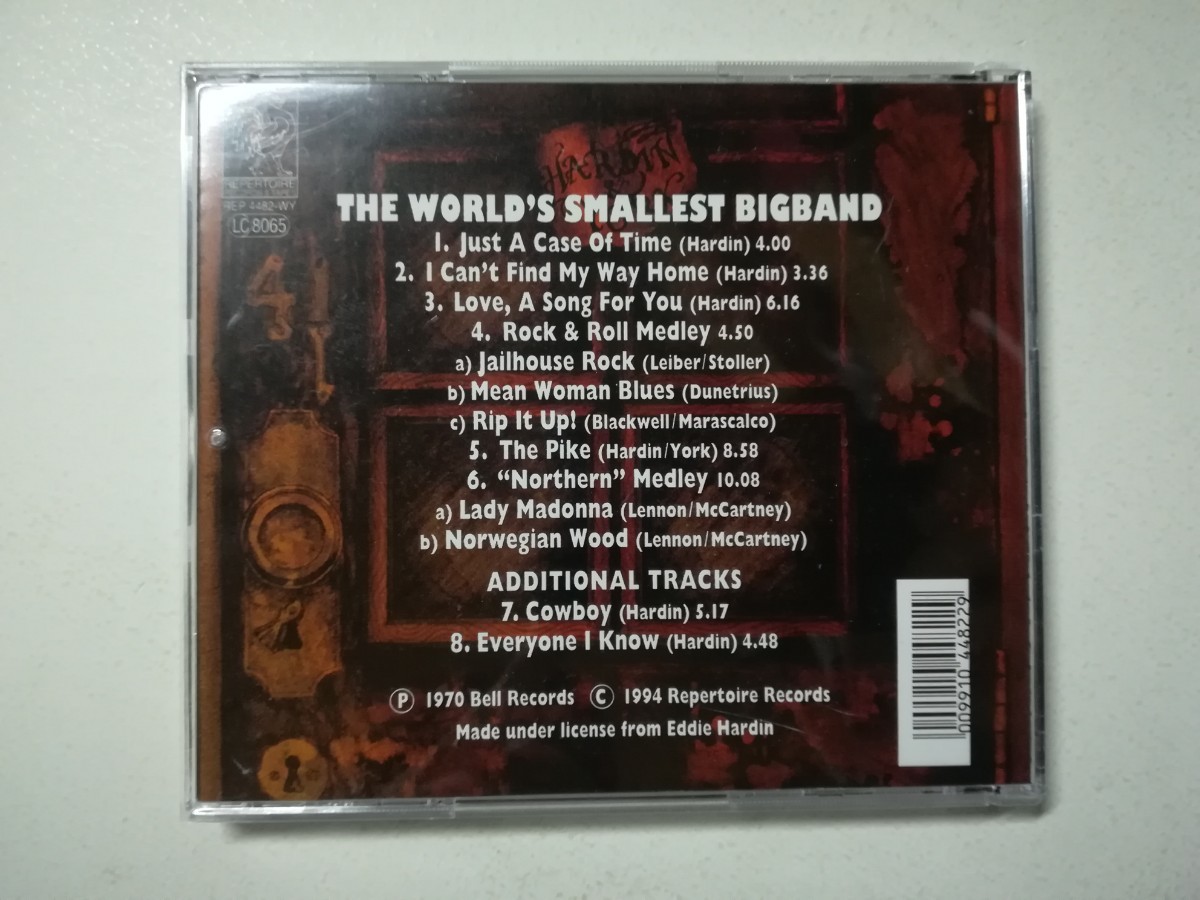 HARDIN
&
REPERTOIRE
REP 4482-WY
LC 8065
THE WORLD'S SMALLEST BIGBAND
1. Just A Case Of Time (Hardin) 4.00
2. I Can't Find My Way Home (Hardin) 3.36
3. Love, A Song For You (Hardin) 6.16
4. Rock & Roll Medley 4.50
a) Jailhouse Rock (Leiber/Stoller)
b) Mean Woman Blues (Dunetrius)
c) Rip It Up! (Blackwell/Marascalco)
5. The Pike (Hardin/York) 8.58
6. “Northern” Medley 10.08
a) Lady Madonna (Lennon/McCartney)
b) Norwegian Wood (Lennon/McCartney)
ADDITIONAL TRACKS
7. Cowboy (Hardin) 5.17
8. Everyone I Know (Hardin) 4.48
Ⓟ 1970 Bell Records © 1994 Repertoire Records
Made under license from Eddie Hardin
009910 448229